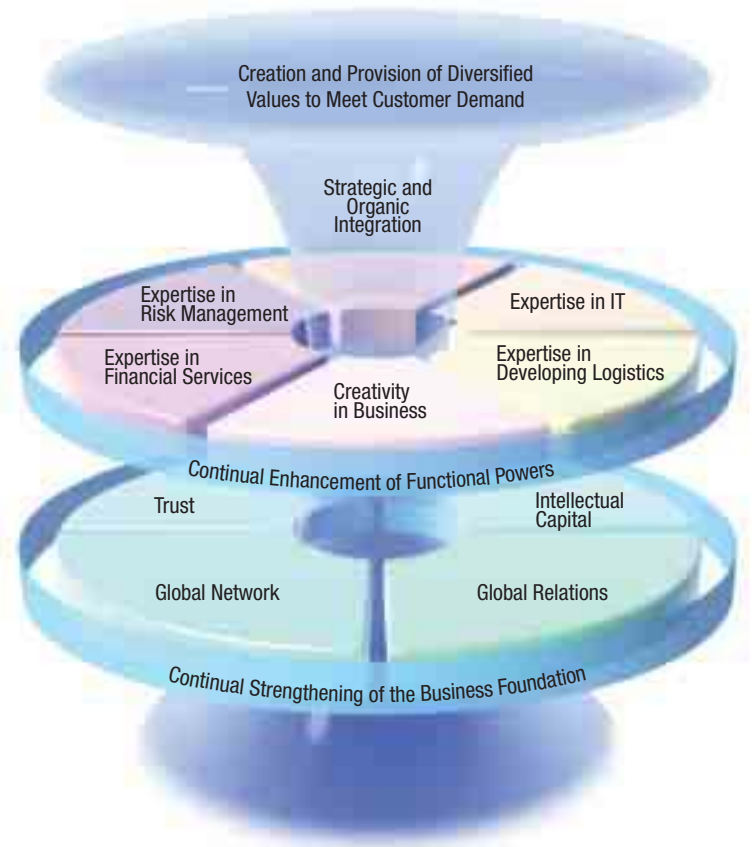 Creation and Provision of Diversified
Values to Meet Customer Demand
Strategic and
Organic
Integration
Expertise in
Risk Management
Expertise in IT
Expertise in
Financial Services
Expertise in
Developing Logistics
Creativity
in Business
Continual Enhancement of Functional Powers
Trust
Intellectual
Capital
Global Network
Global Relations
Continual Strengthening of the Business Foundation